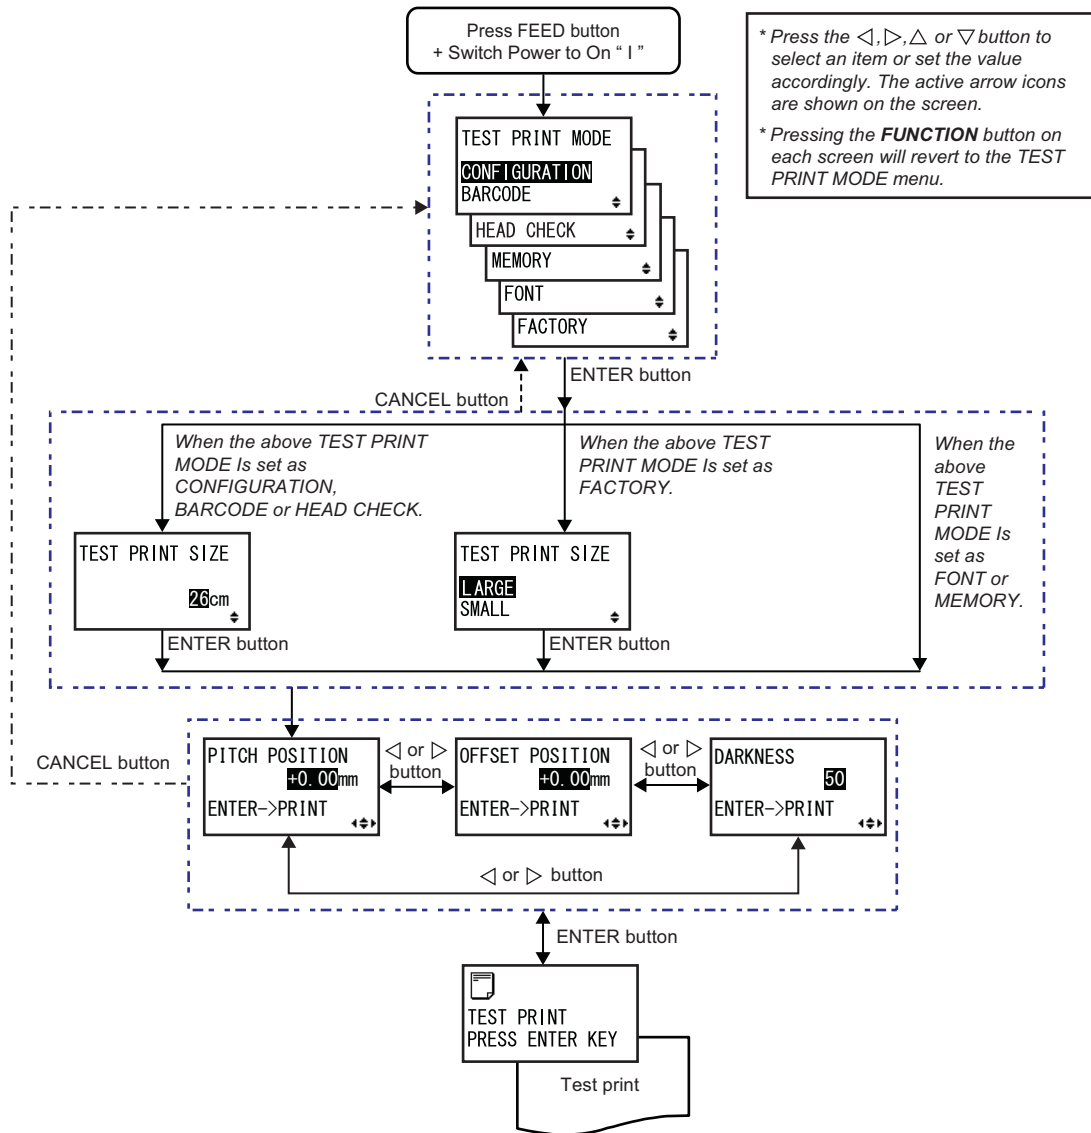 Press FEED button
+ Switch Power to On “ I ”
* Press the ◁,▷,△ or ▽ button to
select an item or set the value
accordingly. The active arrow icons
are shown on the screen.
* Pressing the FUNCTION button on
each screen will revert to the TEST
PRINT MODE menu.
TEST PRINT MODE
CONFIGURATION
BARCODE
HEAD CHECK
MEMORY
FONT
FACTORY
ENTER button
CANCEL button
When the above TEST PRINT
MODE Is set as
CONFIGURATION,
BARCODE or HEAD CHECK.
When the above TEST
PRINT MODE Is set as
FACTORY.
When the
above
TEST
PRINT
MODE Is
set as
FONT or
MEMORY.
TEST PRINT SIZE
26cm
ENTER button
TEST PRINT SIZE
LARGE
SMALL
ENTER button
CANCEL button
PITCH POSITION
+0.00mm
ENTER->PRINT
◁ or ▷
button
OFFSET POSITION
+0.00mm
ENTER->PRINT
◁ or ▷
button
DARKNESS
50
ENTER->PRINT
◁ or ▷ button
ENTER button
TEST PRINT
PRESS ENTER KEY
Test print